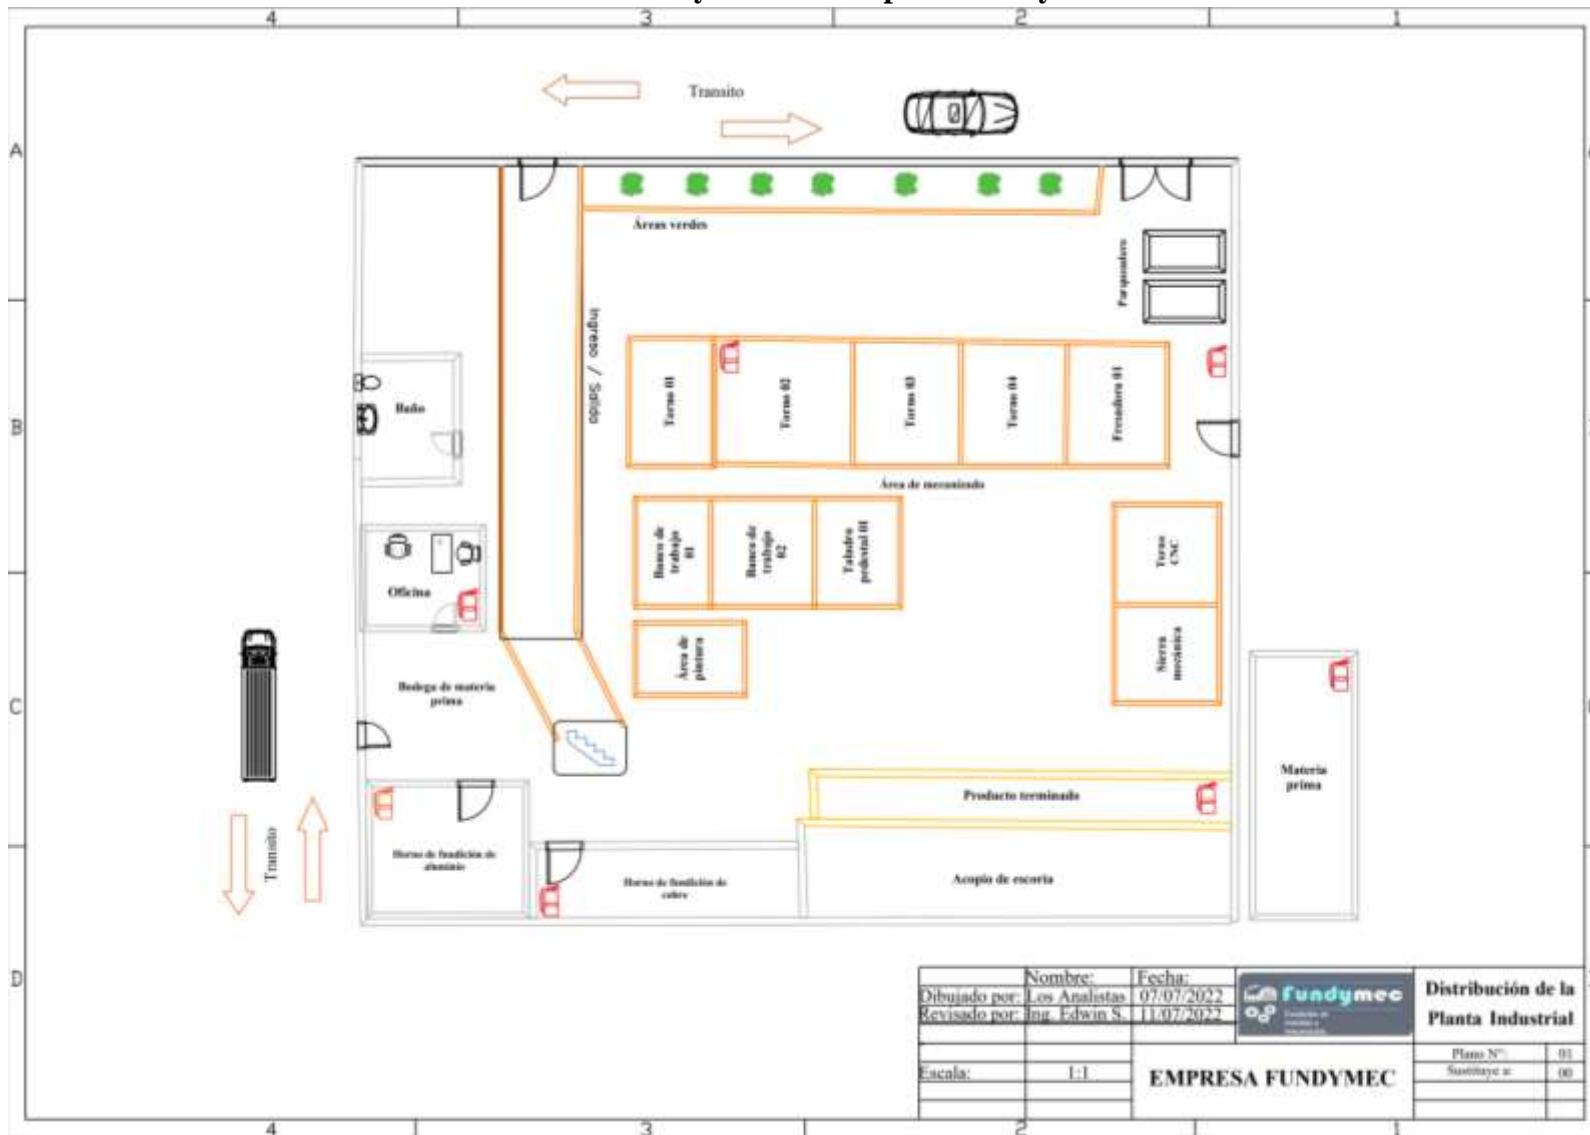 4 3 2 1
A
B
C
D
Transito
Áreas verdes
Parqueadero
Ingreso / Salida
Torno 01
Torno 02
Torno 03
Torno 04
Fresadora 01
Baño
Área de mecanizado
Banco de
trabajo
01
Banco de
trabajo
02
Taladro
pedestal 01
Torno
CNC
Oficina
Área de
pintura
Sierra
mecánica
Bodega de materia
prima
Materia
prima
Producto terminado
Transito
Horno de fundición de
aluminio
Horno de fundición de
cobre
Acopio de escoria
Nombre: Fecha:
Dibujado por: Los Analistas 07/07/2022
Revisado por: Ing. Edwin S. 11/07/2022
Escala: 1:1
fundymec
EMPRESA FUNDYMEC
Distribución de la
Planta Industrial
Plano N°: 01
Sustituye a: 00
4 3 2 1